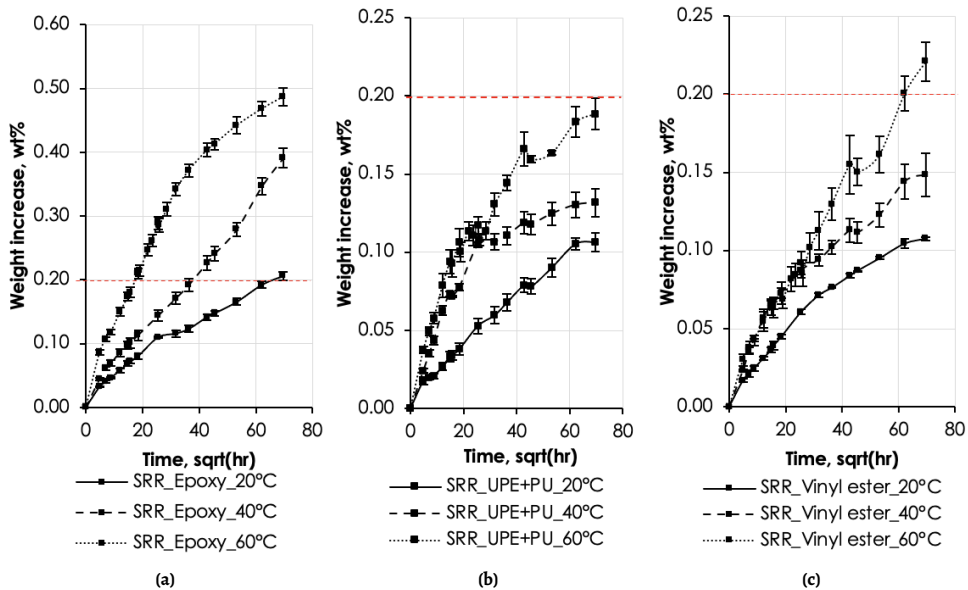 0.60
0.50
0.40
0.30
0.20
0.10
0.00
Weight increase, wt%
0 20 40 60 80
Time, sqrt(hr)
SRR_Epoxy_20°C
SRR_Epoxy_40°C
SRR_Epoxy_60°C
(a)
0.25
0.20
0.15
0.10
0.05
0.00
Weight increase, wt%
0 20 40 60 80
Time, sqrt(hr)
SRR_UPE+PU_20°C
SRR_UPE+PU_40°C
SRR_UPE+PU_60°C
(b)
0.25
0.20
0.15
0.10
0.05
0.00
Weight increase, wt%
0 20 40 60 80
Time, sqrt(hr)
SRR_Vinyl ester_20°C
SRR_Vinyl ester_40°C
SRR_Vinyl ester_60°C
(c)